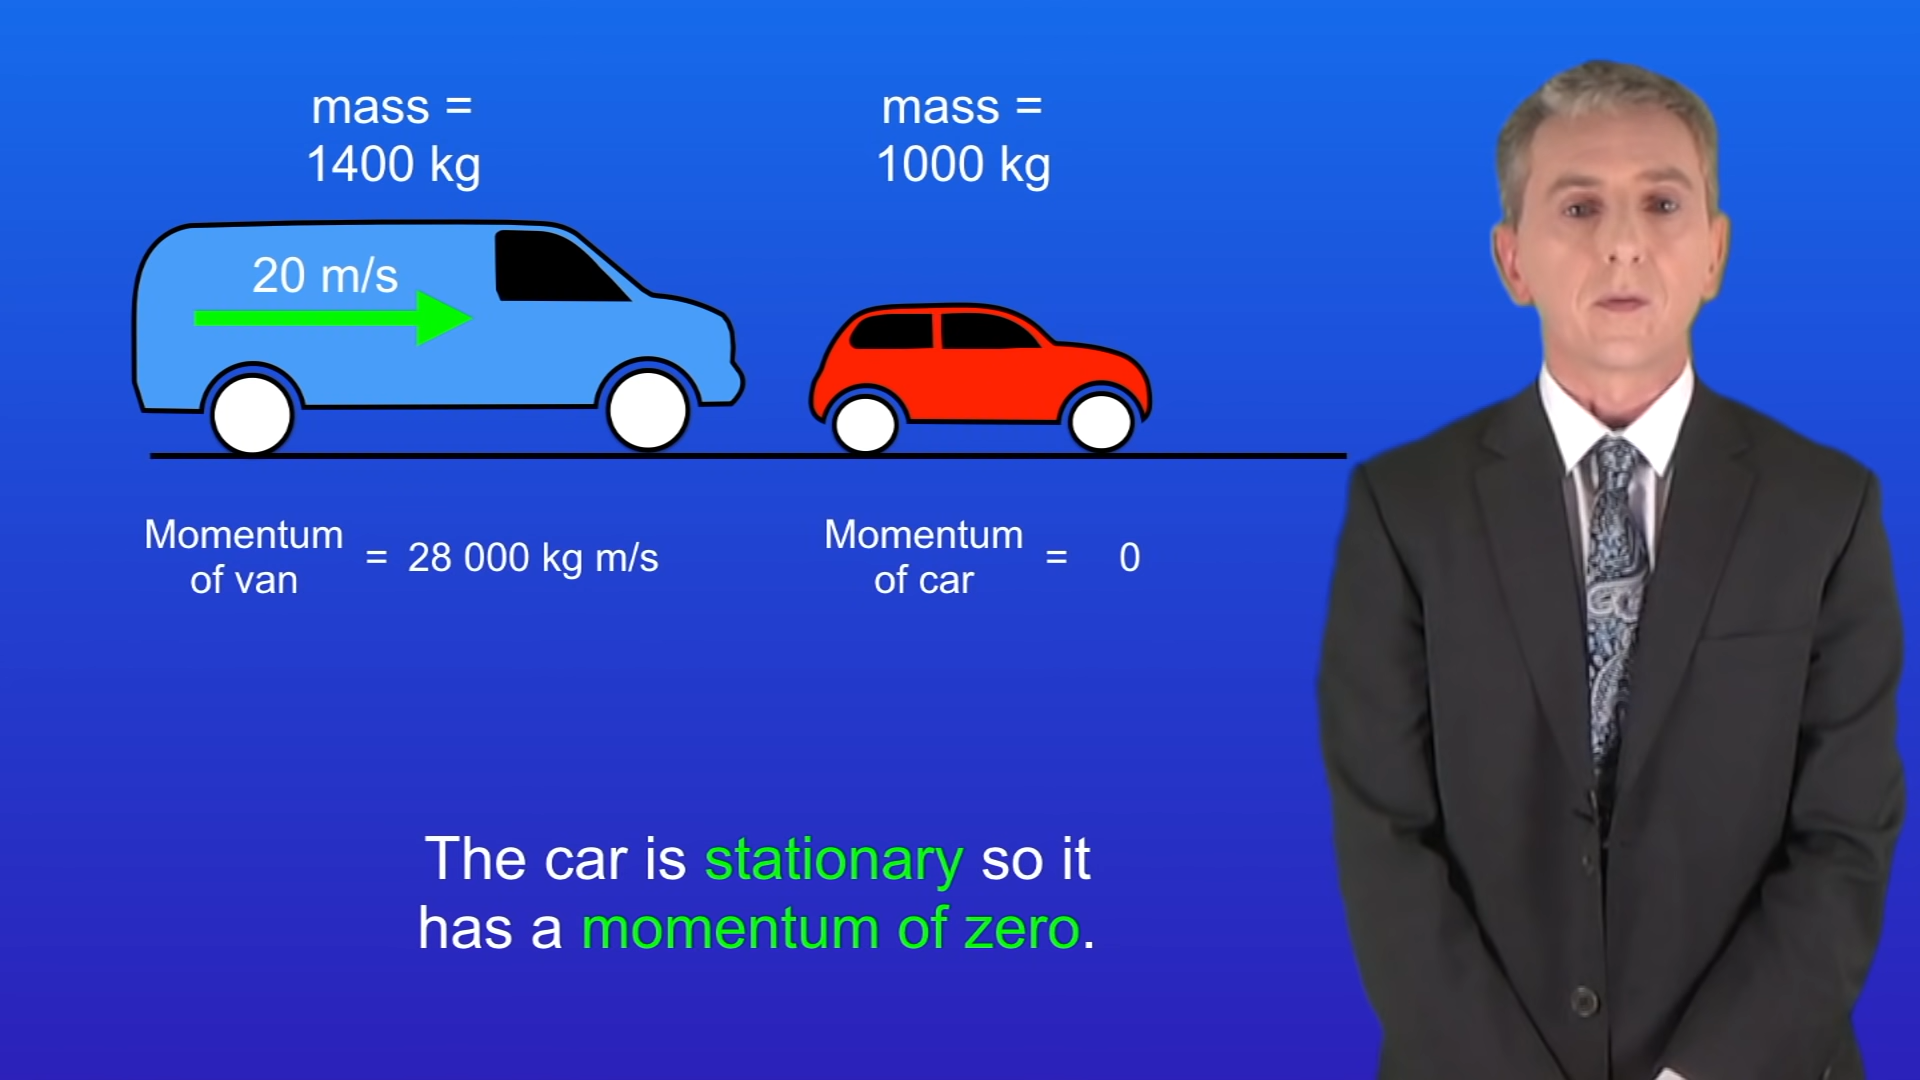 mass =
1400 kg
mass =
1000 kg
20 m/s
Momentum
of van
= 28 000 kg m/s
Momentum
of car
= 0
The car is stationary so it
has a momentum of zero.